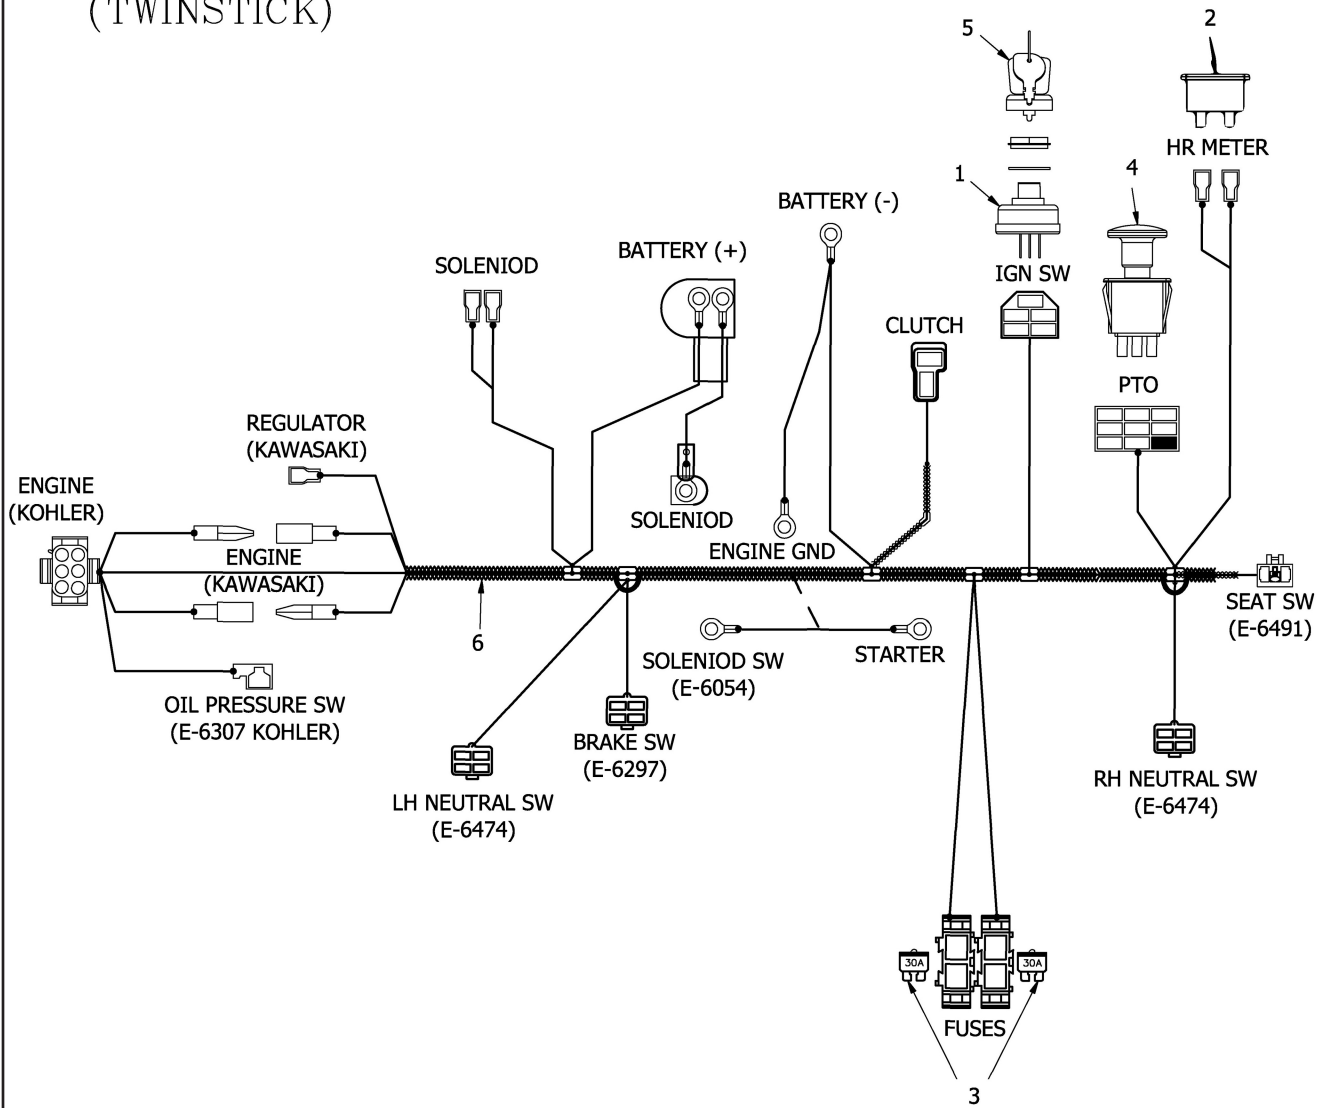 (TWINSTICK)
5
2
HR METER
1
4
BATTERY (-)
BATTERY (+)
SOLENIOD
IGN SW
CLUTCH
PTO
REGULATOR
(KAWASAKI)
ENGINE
(KOHLER)
SOLENIOD
ENGINE GND
ENGINE
(KAWASAKI)
6
SEAT SW
(E-6491)
SOLENIOD SW
(E-6054)
STARTER
OIL PRESSURE SW
(E-6307 KOHLER)
BRAKE SW
(E-6297)
LH NEUTRAL SW
(E-6474)
RH NEUTRAL SW
(E-6474)
30A
30A
FUSES
3